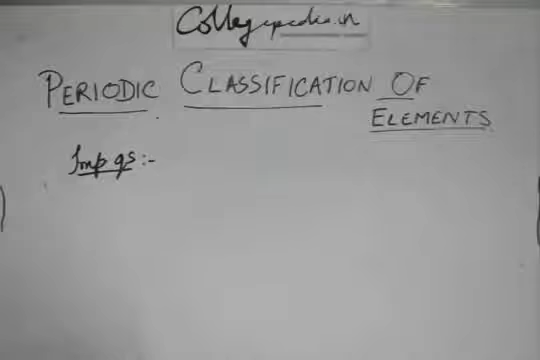 Collegepedia.in
PERIODIC CLASSIFICATION OF
ELEMENTS
Imp qs :-